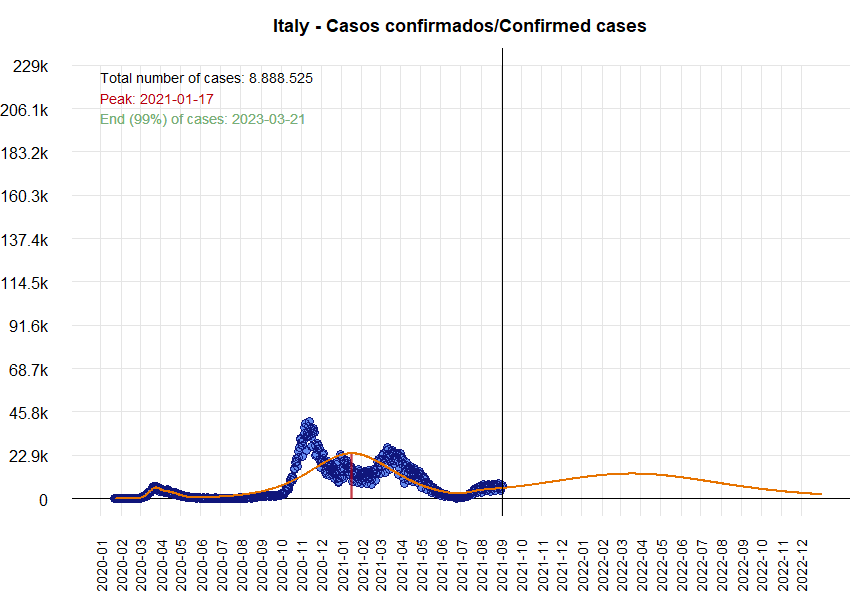 Italy - Casos confirmados/Confirmed cases
229k
206.1k
183.2k
160.3k
137.4k
114.5k
91.6k
68.7k
45.8k
22.9k
0
Total number of cases: 8.888.525
Peak: 2021-01-17
End (99%) of cases: 2023-03-21
2020-01
2020-02
2020-03
2020-04
2020-05
2020-06
2020-07
2020-08
2020-09
2020-10
2020-11
2020-12
2021-01
2021-02
2021-03
2021-04
2021-05
2021-06
2021-07
2021-08
2021-09
2021-10
2021-11
2021-12
2022-01
2022-02
2022-03
2022-04
2022-05
2022-06
2022-07
2022-08
2022-09
2022-10
2022-11
2022-12